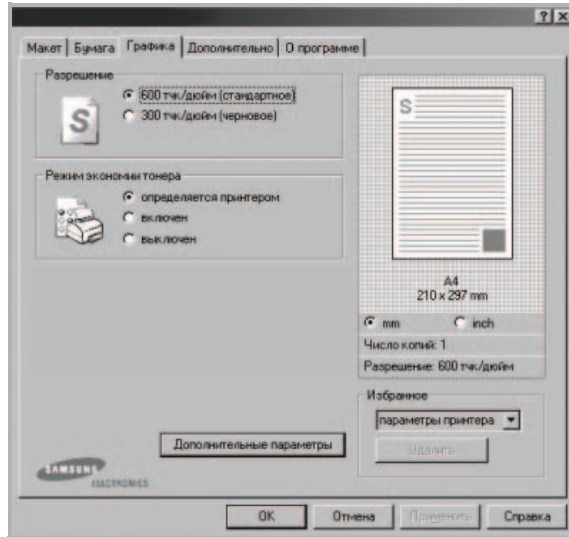 ? x
Макет Бумага Графика Дополнительно О программе
Разрешение
600 тчк/дюйм (стандартное)
300 тчк/дюйм (черновое)
S
Режим экономии тонера
определяется принтером
включен
выключен
S
A4
210 x 297 mm
mm inch
Число копий: 1
Разрешение: 600 тчк/дюйм
Избранное
параметры принтера
Удалить
Дополнительные параметры
SAMSUNG
ELECTRONICS
OK Отмена Применить Справка